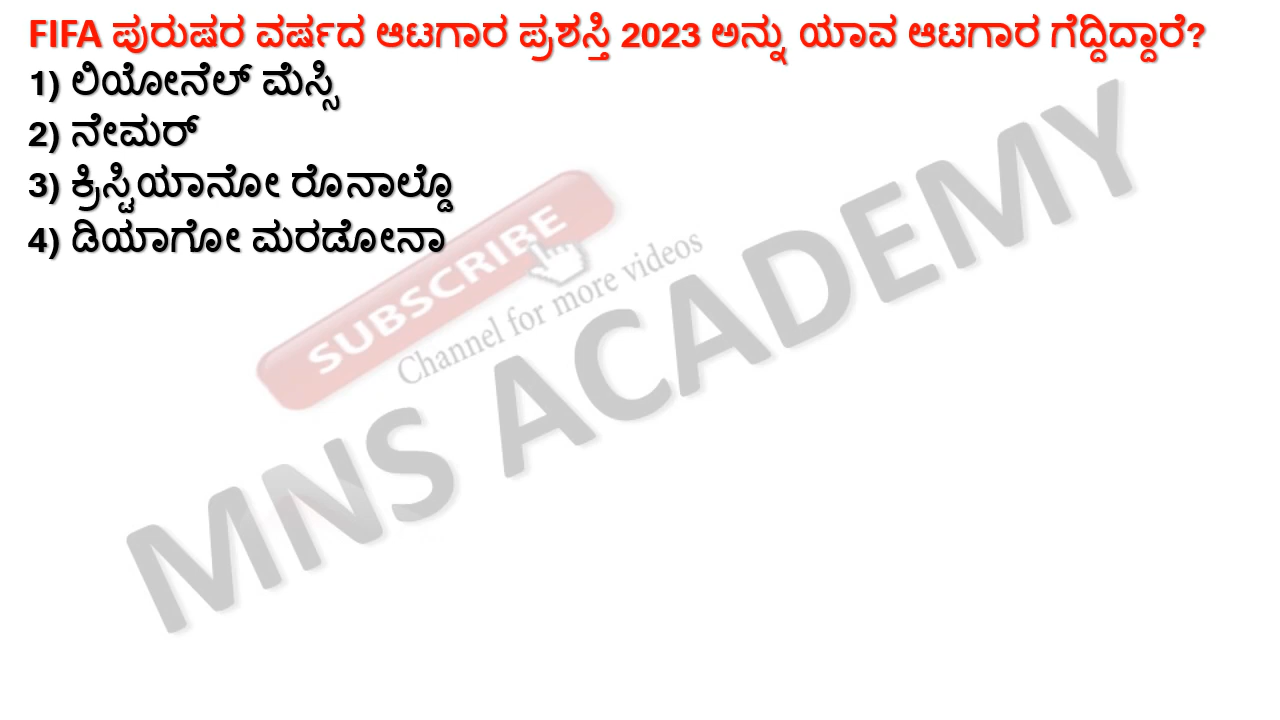 FIFA ಪುರುಷರ ವರ್ಷದ ಆಟಗಾರ ಪ್ರಶಸ್ತಿ 2023 ಅನ್ನು ಯಾವ ಆಟಗಾರ ಗೆದ್ದಿದ್ದಾರೆ?
1) ಲಿಯೋನೆಲ್ ಮೆಸ್ಸಿ
2) ನೇಮರ್
3) ಕ್ರಿಸ್ಟಿಯಾನೋ ರೊನಾಲ್ಡೊ
4) ಡಿಯಾಗೋ ಮರಡೋನಾ
SUBSCRIBE
Channel for more videos
MNS ACADEMY